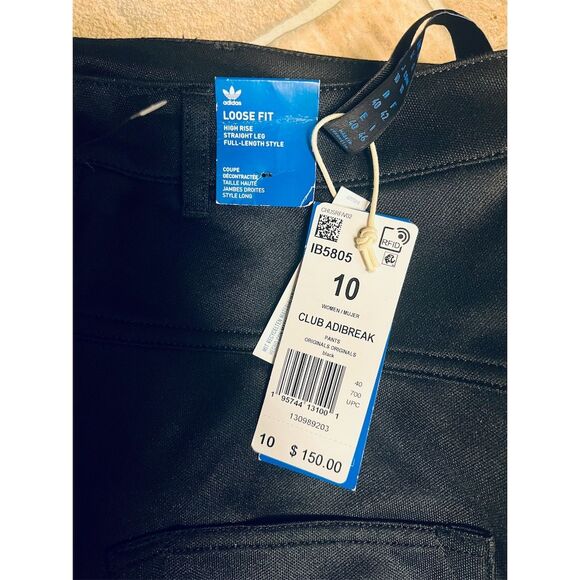 adidas
LOOSE FIT
HIGH RISE
STRAIGHT LEG
FULL-LENGTH STYLE
COUPE
DÉCONTRACTÉE
TAILLE HAUTE
JAMBES DROITES
STYLE LONG
RFID
IB5805
10
WOMEN / MUJER
CLUB ADIBREAK
PANTS
ORIGINALS ORIGINALS
black
40
700
UPC
1 95744 13100 1
130989203
10 $ 150.00